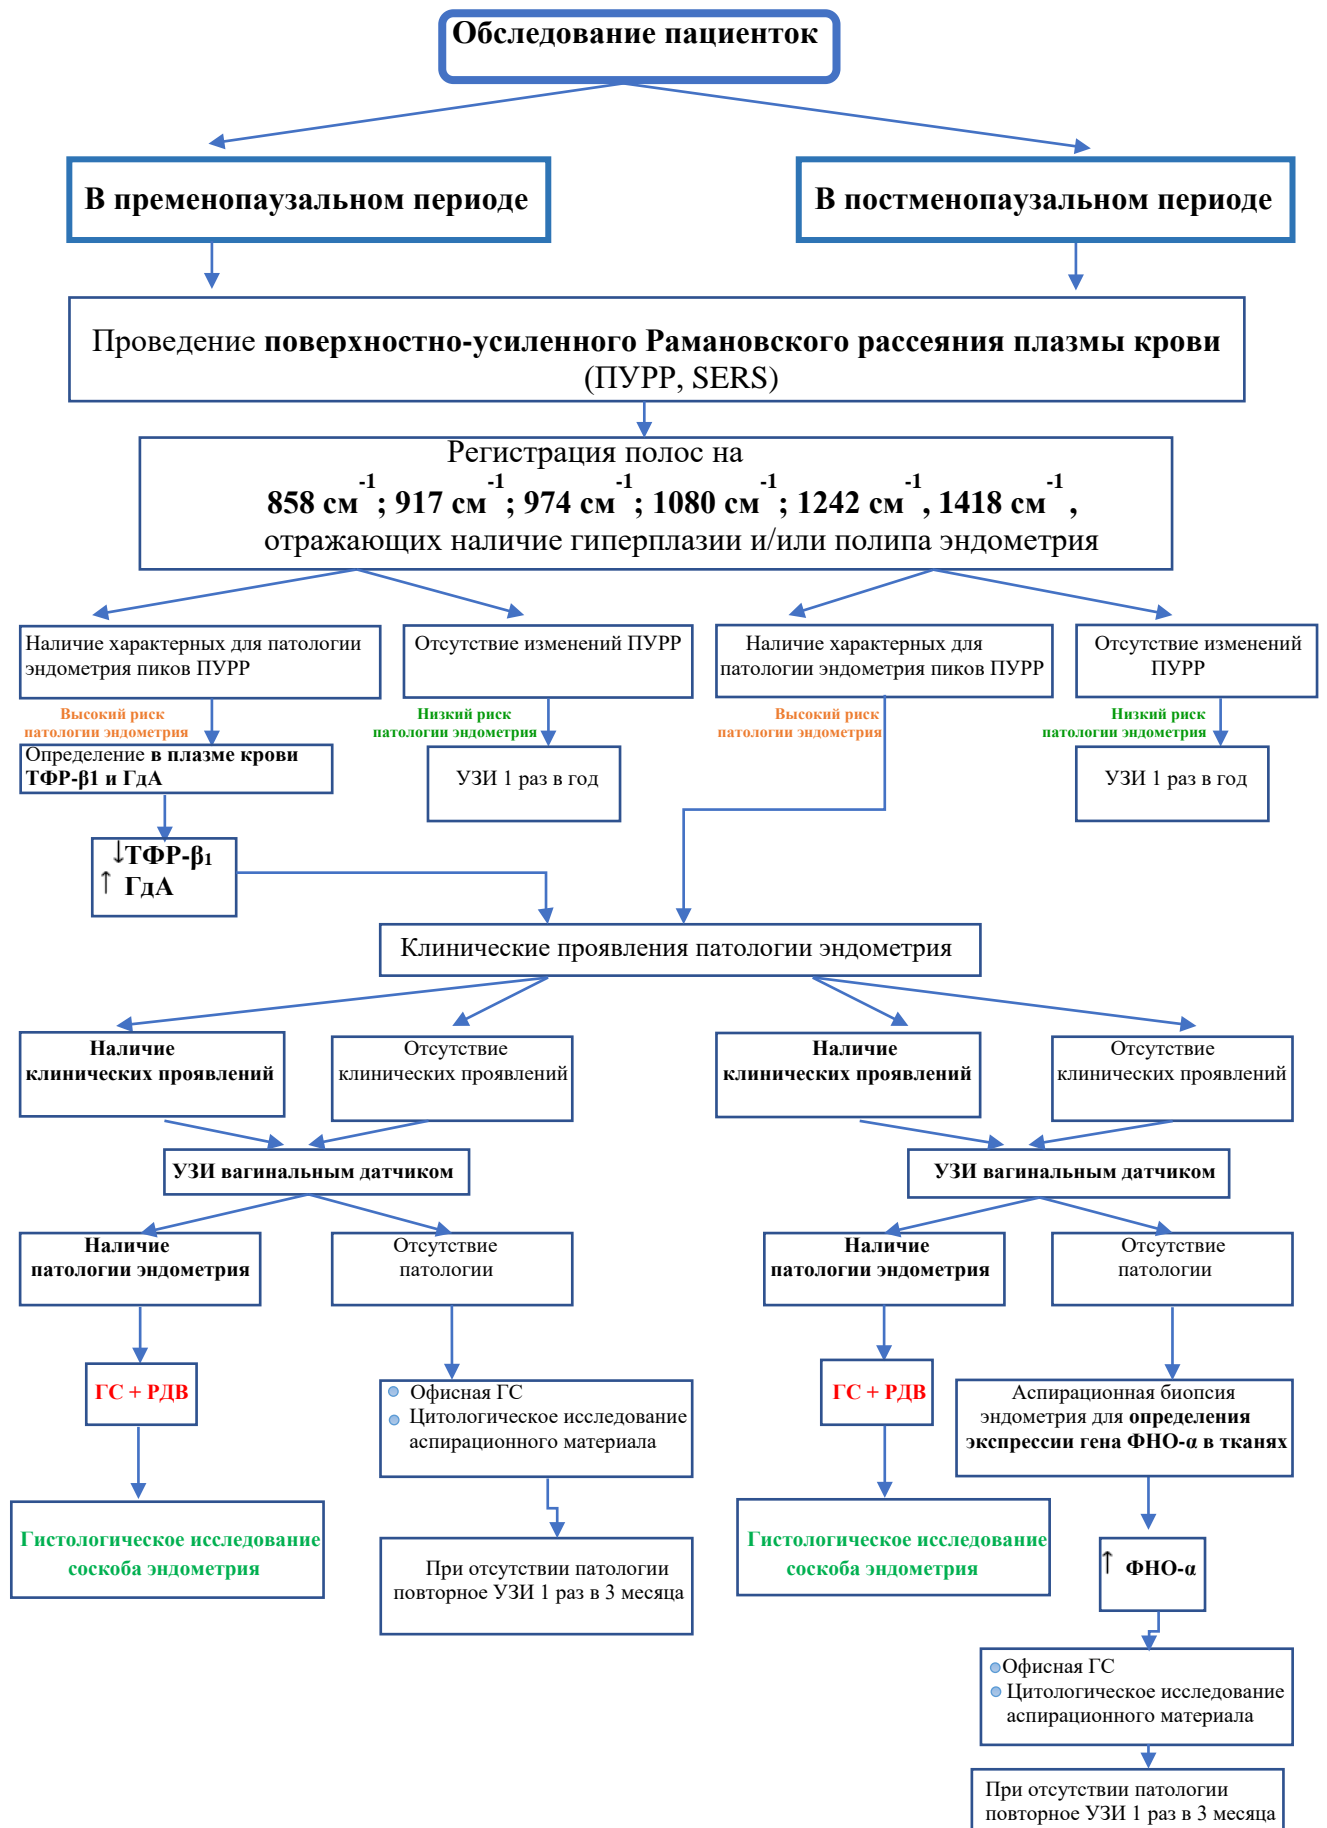 Обследование пациенток
В пременопаузальном периоде
В постменопаузальном периоде
Проведение поверхностно-усиленного Рамановского рассеяния плазмы крови
(ПУРР, SERS)
Регистрация полос на
858 см⁻¹; 917 см⁻¹; 974 см⁻¹; 1080 см⁻¹; 1242 см⁻¹, 1418 см⁻¹,
отражающих наличие гиперплазии и/или полипа эндометрия
Наличие характерных для патологии
эндометрия пиков ПУРР
Отсутствие изменений ПУРР
Наличие характерных для
патологии эндометрия пиков ПУРР
Отсутствие изменений
ПУРР
Высокий риск
патологии эндометрия
Низкий риск
патологии эндометрия
Высокий риск
патологии эндометрия
Низкий риск
патологии эндометрия
Определение в плазме крови
ТФР-β1 и ГдА
УЗИ 1 раз в год
УЗИ 1 раз в год
↓ТФР-β₁
↑ ГдА
Клинические проявления патологии эндометрия
Наличие
клинических проявлений
Отсутствие
клинических проявлений
Наличие
клинических проявлений
Отсутствие
клинических проявлений
УЗИ вагинальным датчиком
УЗИ вагинальным датчиком
Наличие
патологии эндометрия
Отсутствие
патологии
Наличие
патологии эндометрия
Отсутствие
патологии
ГС + РДВ
Офисная ГС
Цитологическое исследование
аспирационного материала
ГС + РДВ
Аспирационная биопсия
эндометрия для определения
экспрессии гена ФНО-α в тканях
Гистологическое исследование
соскоба эндометрия
При отсутствии патологии
повторное УЗИ 1 раз в 3 месяца
Гистологическое исследование
соскоба эндометрия
↑ ФНО-α
Офисная ГС
Цитологическое исследование
аспирационного материала
При отсутствии патологии
повторное УЗИ 1 раз в 3 месяца